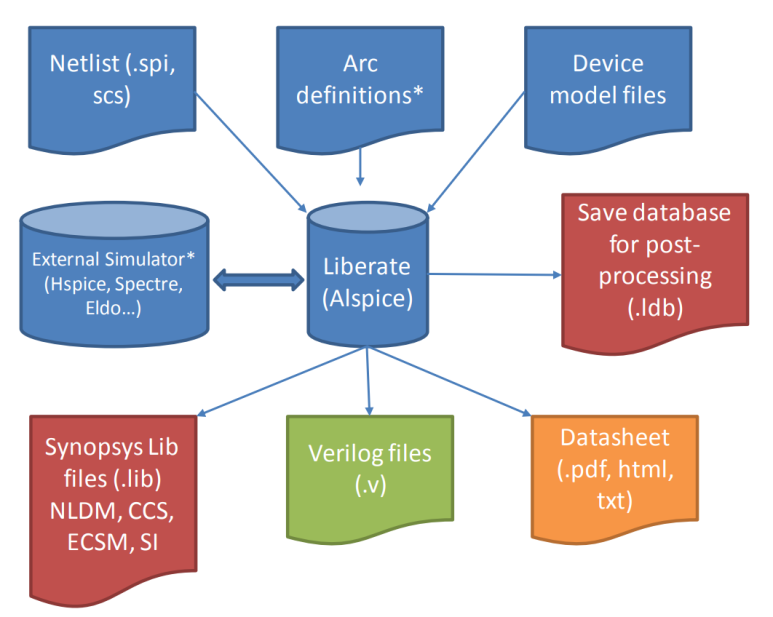 Netlist (.spi,
scs)
Arc
definitions*
Device
model files
External Simulator*
(Hspice, Spectre,
Eldo...)
Liberate
(Alspice)
Save database
for post-
processing
(.ldb)
Synopsys Lib
files (.lib)
NLDM, CCS,
ECSM, SI
Verilog files
(.v)
Datasheet
(.pdf, html,
txt)